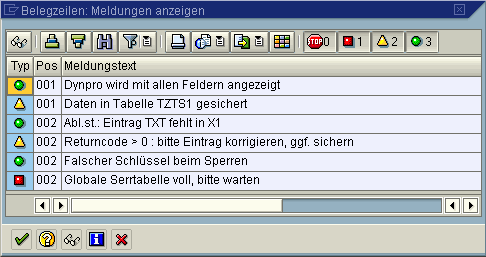 Belegzeilen: Meldungen anzeigen
STOP 0 1 2 3
Typ Pos Meldungstext
001 Dynpro wird mit allen Feldern angezeigt
001 Daten in Tabelle TZTS1 gesichert
002 Abl.st.: Eintrag TXT fehlt in X1
002 Returncode > 0 : bitte Eintrag korrigieren, ggf. sichern
002 Falscher Schlüssel beim Sperren
002 Globale Serrtabelle voll, bitte warten